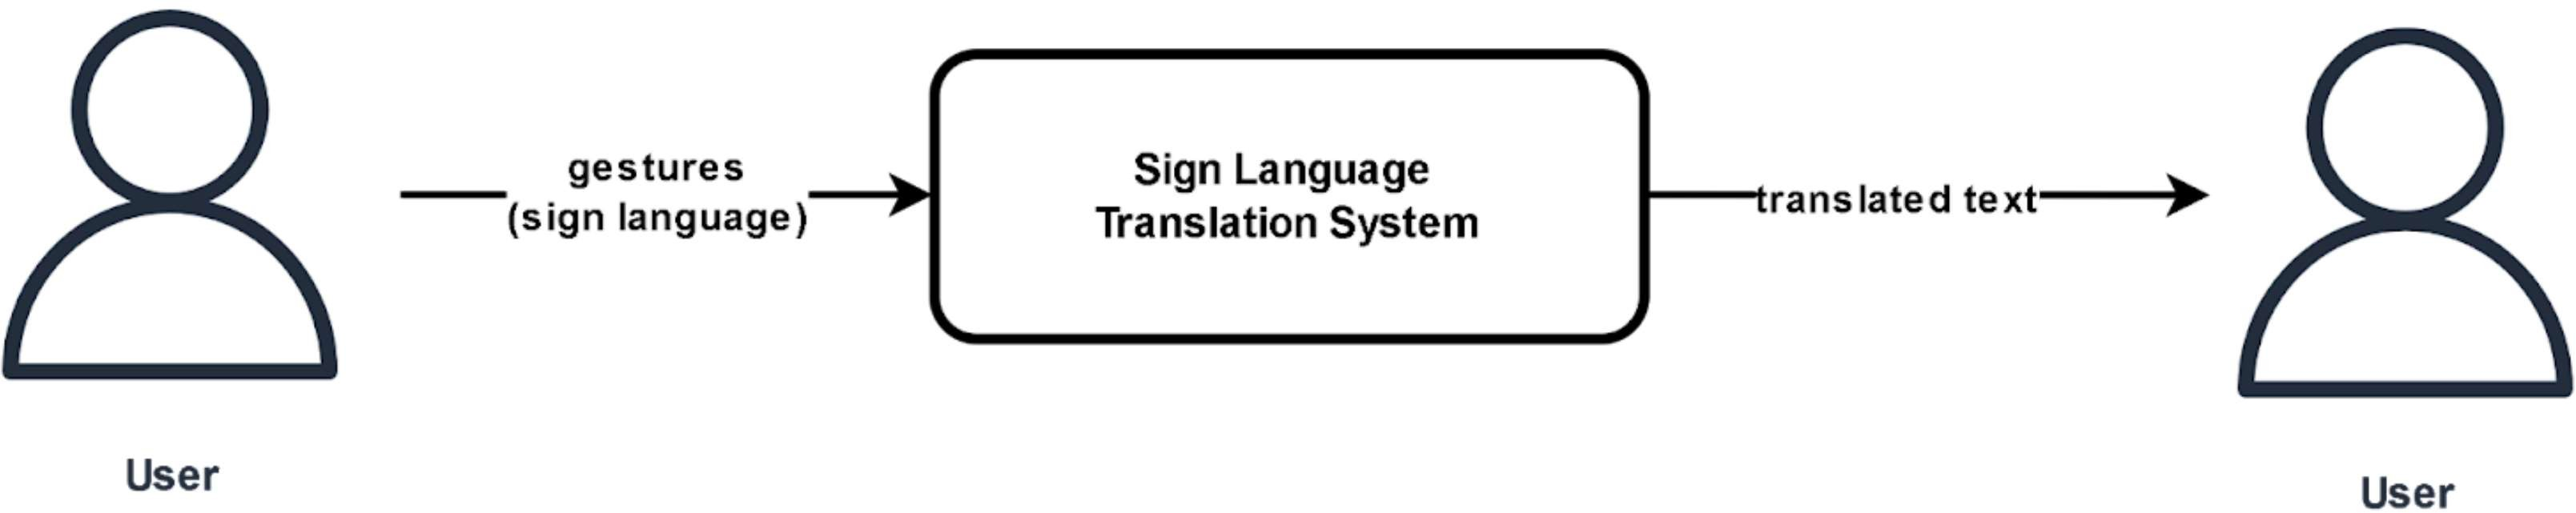 gestures
(sign language)
Sign Language
Translation System
translated text
User
User